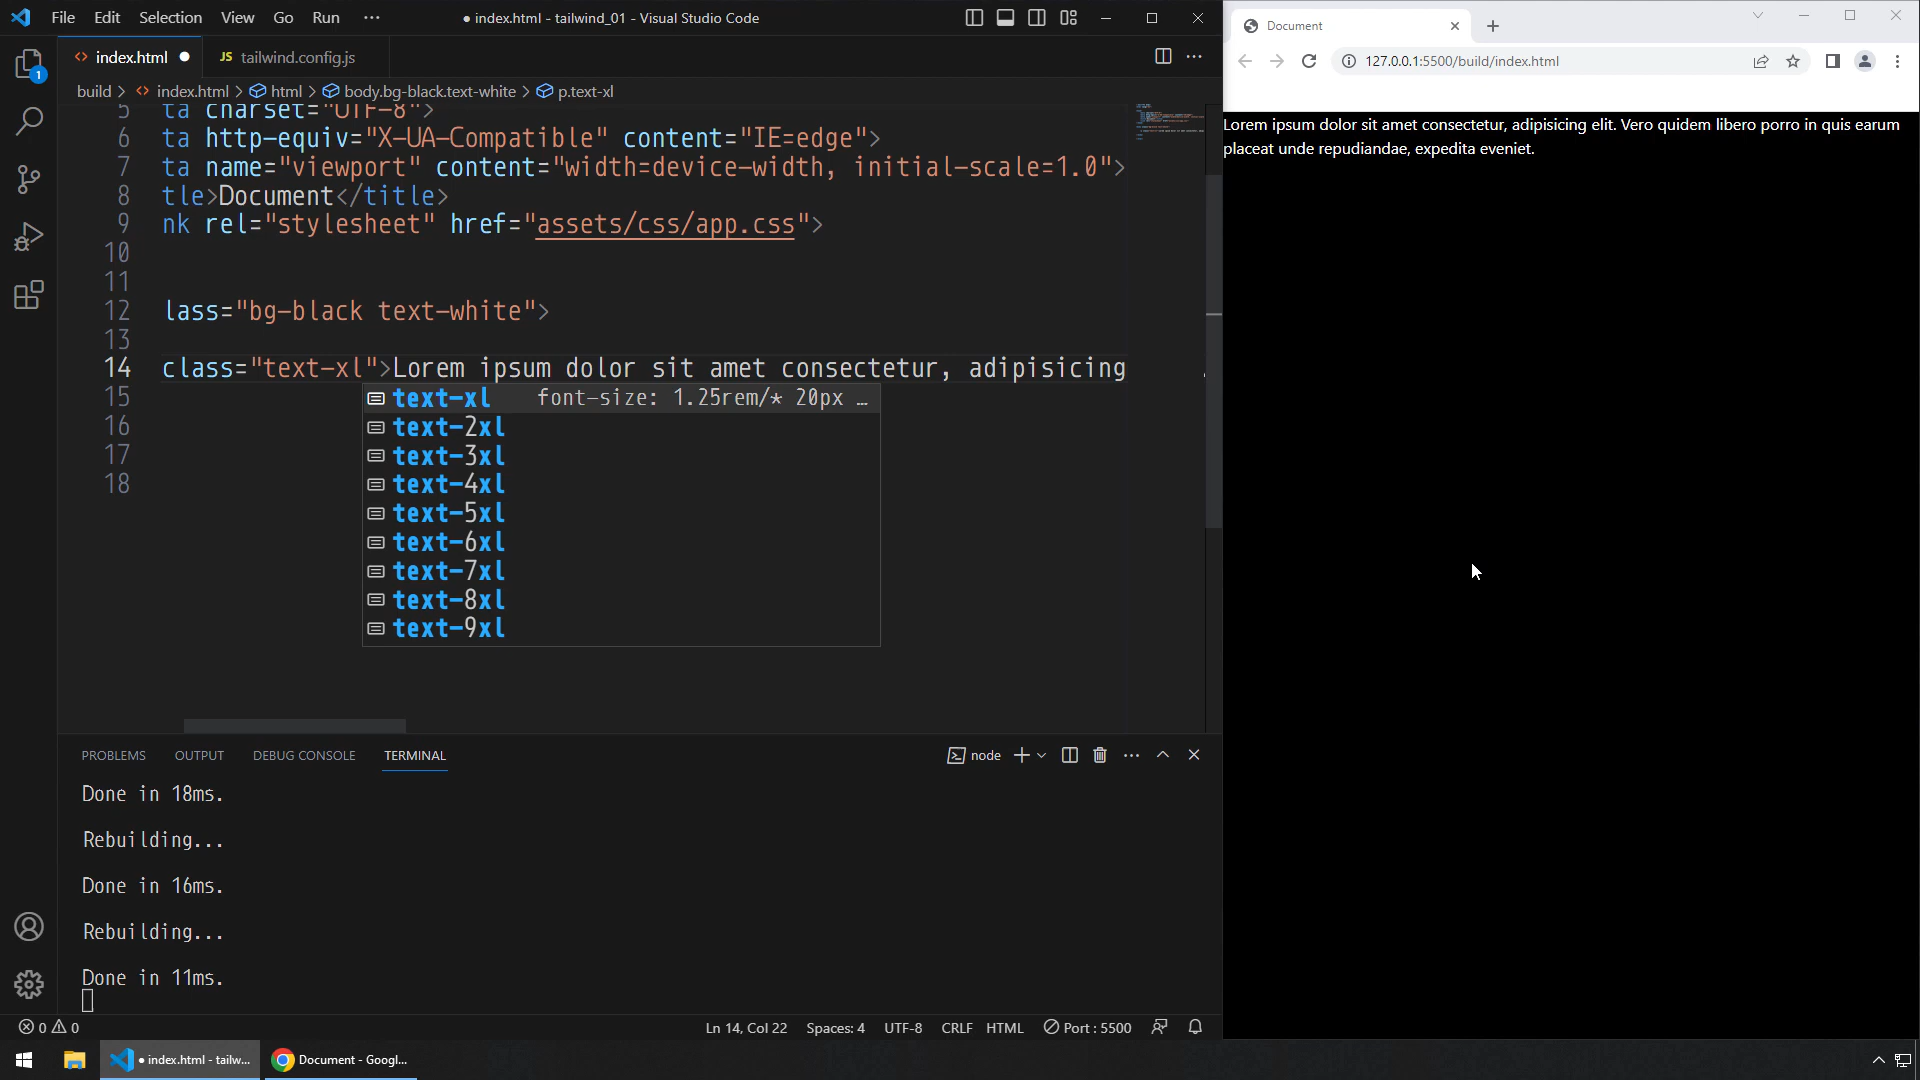 File Edit Selection View Go Run ··· ● index.html - tailwind_01 - Visual Studio Code
index.html ● JS tailwind.config.js
build > index.html > html > body.bg-black.text-white > p.text-xl
5 ta charset="UTF-8">
6 ta http-equiv="X-UA-Compatible" content="IE=edge">
7 ta name="viewport" content="width=device-width, initial-scale=1.0">
8 tle>Document</title>
9 nk rel="stylesheet" href="assets/css/app.css">
10
11
12 lass="bg-black text-white">
13
14 class="text-xl">Lorem ipsum dolor sit amet consectetur, adipisicing
15
16
17
18
text-xl font-size: 1.25rem/* 20px …
text-2xl
text-3xl
text-4xl
text-5xl
text-6xl
text-7xl
text-8xl
text-9xl
PROBLEMS OUTPUT DEBUG CONSOLE TERMINAL node
Done in 18ms.
Rebuilding...
Done in 16ms.
Rebuilding...
Done in 11ms.
1
0 0 Ln 14, Col 22 Spaces: 4 UTF-8 CRLF HTML Port : 5500
Document
127.0.0.1:5500/build/index.html
Lorem ipsum dolor sit amet consectetur, adipisicing elit. Vero quidem libero porro in quis earum
placeat unde repudiandae, expedita eveniet.
● index.html - tailw... Document - Googl...